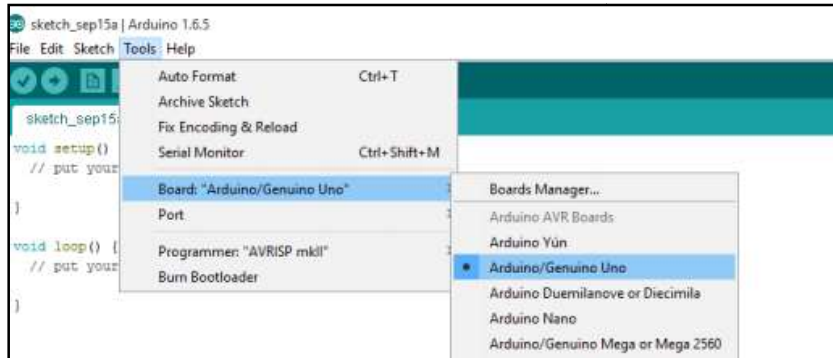 sketch_sep15a | Arduino 1.6.5
File Edit Sketch Tools Help
sketch_sep15
Auto Format Ctrl+T
Archive Sketch
Fix Encoding & Reload
Serial Monitor Ctrl+Shift+M
Board: "Arduino/Genuino Uno"
Port
Programmer: "AVRISP mkII"
Burn Bootloader
void setup()
// put your
}
void loop() {
// put your
}
Boards Manager...
Arduino AVR Boards
Arduino Yún
Arduino/Genuino Uno
Arduino Duemilanove or Diecimila
Arduino Nano
Arduino/Genuino Mega or Mega 2560